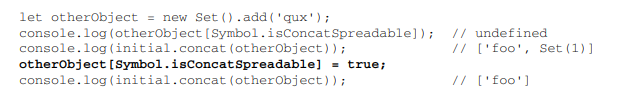 let otherObject = new Set().add('qux');
console.log(otherObject[Symbol.isConcatSpreadable]);  // undefined
console.log(initial.concat(otherObject));             // ['foo', Set(1)]
otherObject[Symbol.isConcatSpreadable] = true;
console.log(initial.concat(otherObject));             // ['foo']